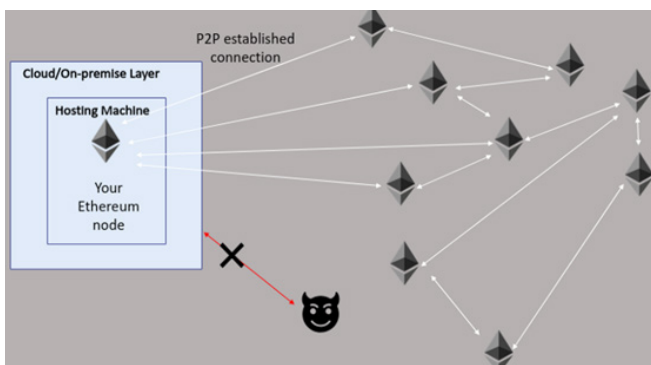 P2P established
connection
Cloud/On-premise Layer
Hosting Machine
Your
Ethereum
node